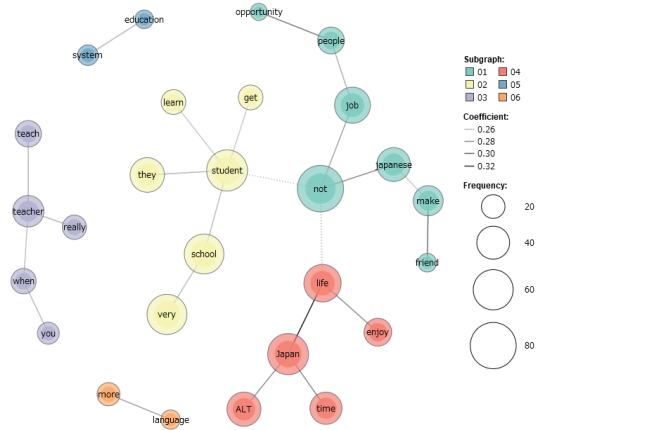 opportunity
education
people
system
learn
get
job
teach
they
student
not
japanese
make
teacher
really
school
friend
when
life
very
you
enjoy
Japan
more
language
ALT
time
Subgraph:
01 04
02 05
03 06
Coefficient:
0.26
0.28
0.30
0.32
Frequency:
20
40
60
80